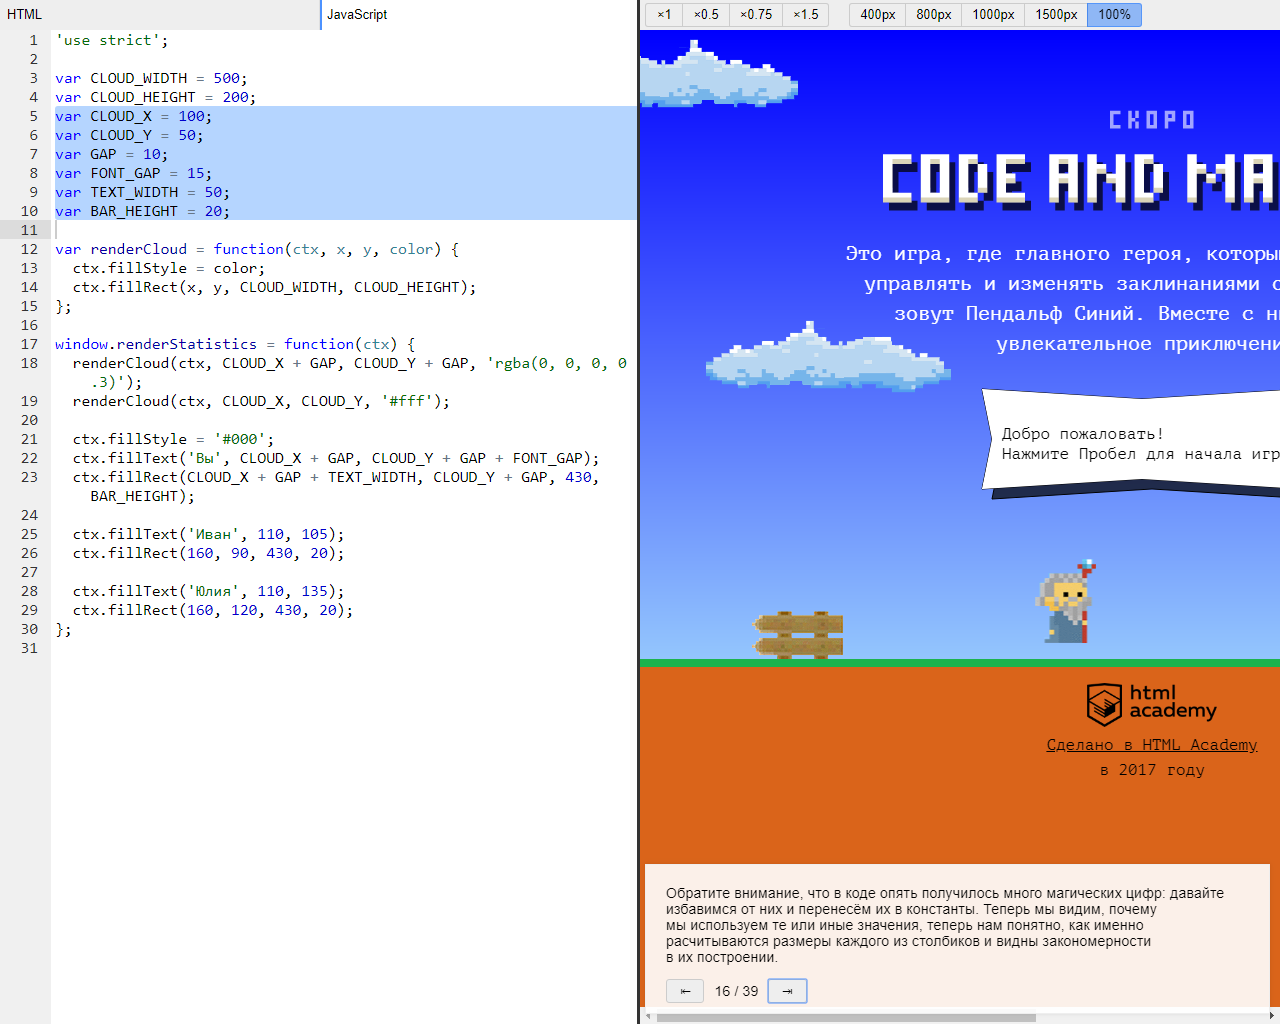 HTML
JavaScript
1 'use strict';
2
3 var CLOUD_WIDTH = 500;
4 var CLOUD_HEIGHT = 200;
5 var CLOUD_X = 100;
6 var CLOUD_Y = 50;
7 var GAP = 10;
8 var FONT_GAP = 15;
9 var TEXT_WIDTH = 50;
10 var BAR_HEIGHT = 20;
11
12 var renderCloud = function(ctx, x, y, color) {
13 ctx.fillStyle = color;
14 ctx.fillRect(x, y, CLOUD_WIDTH, CLOUD_HEIGHT);
15 };
16
17 window.renderStatistics = function(ctx) {
18 renderCloud(ctx, CLOUD_X + GAP, CLOUD_Y + GAP, 'rgba(0, 0, 0, 0
.3)');
19 renderCloud(ctx, CLOUD_X, CLOUD_Y, '#fff');
20
21 ctx.fillStyle = '#000';
22 ctx.fillText('Вы', CLOUD_X + GAP, CLOUD_Y + GAP + FONT_GAP);
23 ctx.fillRect(CLOUD_X + GAP + TEXT_WIDTH, CLOUD_Y + GAP, 430,
BAR_HEIGHT);
24
25 ctx.fillText('Иван', 110, 105);
26 ctx.fillRect(160, 90, 430, 20);
27
28 ctx.fillText('Юлия', 110, 135);
29 ctx.fillRect(160, 120, 430, 20);
30 };
31
×1 ×0.5 ×0.75 ×1.5 400px 800px 1000px 1500px 100%
СКОРО
CODE AND MA
Это игра, где главного героя, которы
управлять и изменять заклинаниями с
зовут Пендальф Синий. Вместе с н
увлекательное приключени
Добро пожаловать!
Нажмите Пробел для начала игр
html
academy
Сделано в HTML Academy
в 2017 году
Обратите внимание, что в коде опять получилось много магических цифр: давайте
избавимся от них и перенесём их в константы. Теперь мы видим, почему
мы используем те или иные значения, теперь нам понятно, как именно
расчитываются размеры каждого из столбиков и видны закономерности
в их построении.
⇤ 16 / 39 ⇥